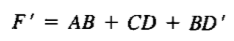 F' = AB + CD + BD'